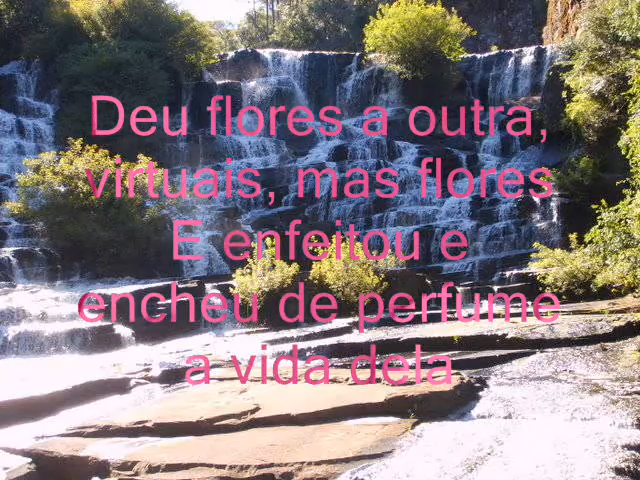 Deu flores a outra,
virtuais, mas flores
E enfeitou e
encheu de perfume
a vida dela